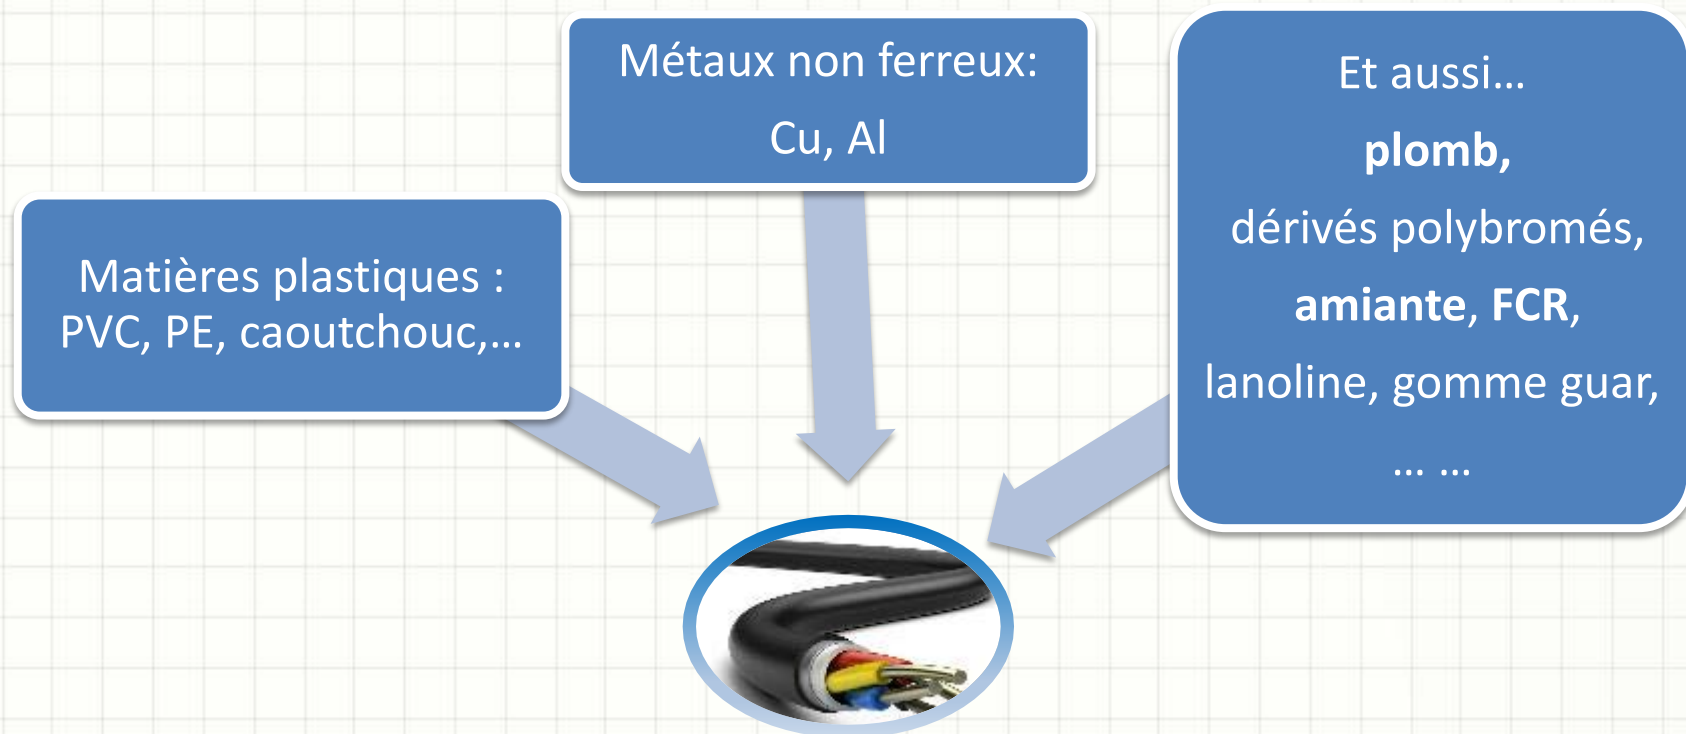 Matières plastiques :
PVC, PE, caoutchouc,...
Métaux non ferreux:
Cu, Al
Et aussi...
plomb,
dérivés polybromés,
amiante, FCR,
lanoline, gomme guar,
... ...